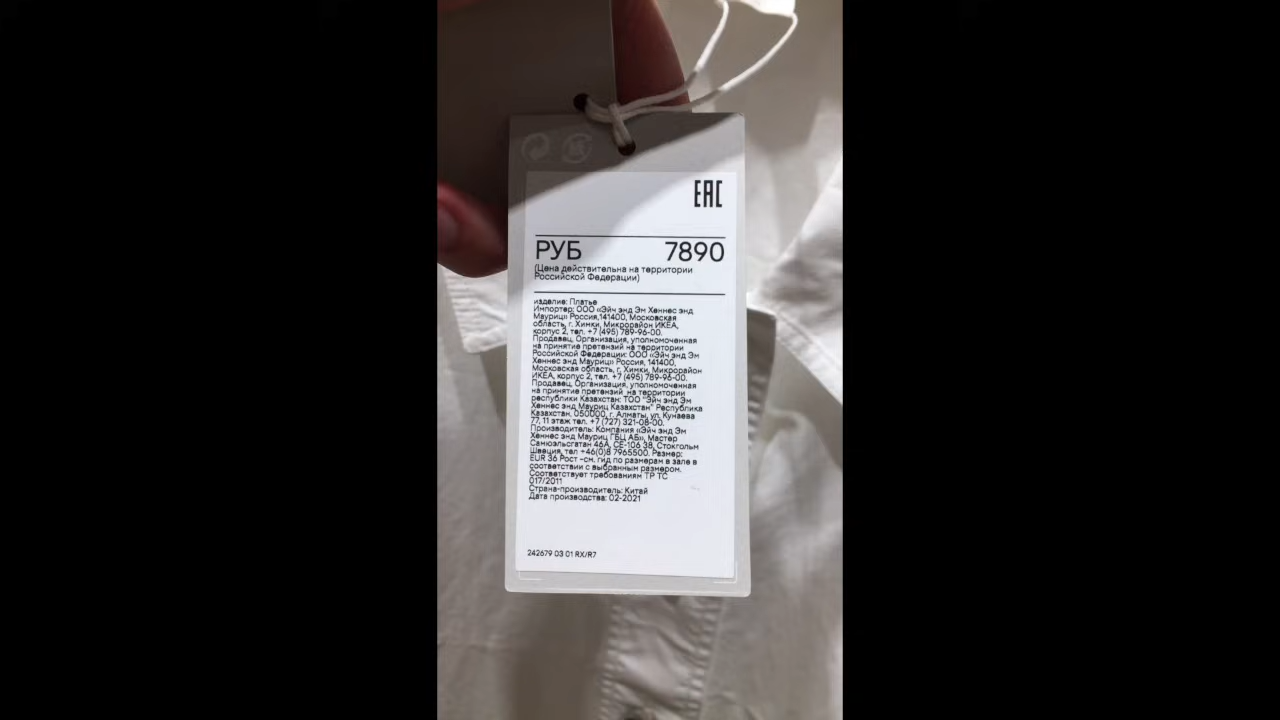 EAC
РУБ 7890
(Цена действительна на территории
Российской Федерации)
изделие: Платье
Импортер: ООО «Эйч энд Эм Хеннес энд
Мауриц» Россия,141400, Московская
область, г. Химки, Микрорайон ИКЕА,
корпус 2, тел. +7 (495) 789-96-00.
Продавец, Организация, уполномоченная
на принятие претензий на территории
Российской Федерации: ООО «Эйч энд Эм
Хеннес энд Мауриц» Россия, 141400,
Московская область, г. Химки, Микрорайон
ИКЕА, корпус 2, тел. +7 (495) 789-96-00.
Продавец, Организация, уполномоченная
на принятие претензий на территории
республики Казахстан: ТОО "Эйч энд Эм
Хеннес энд Мауриц Казахстан" Республика
Казахстан, 050000, г. Алматы, ул. Кунаева
77, 11 этаж тел. +7 (727) 321-08-00.
Производитель: Компания «Эйч энд Эм
Хеннес энд Мауриц ГБЦ АБ», Мастер
Самюэльсгатан 46А, СЕ-106 38, Стокгольм
Швеция, тел +46(0)8 7965500. Размер:
EUR 36 Рост -см. гид по размерам в зале в
соответствии с выбранным размером.
Соответствует требованиям ТР ТС
017/2011
Страна-производитель: Китай
Дата производства: 02-2021
242679 03 01 RX/R7